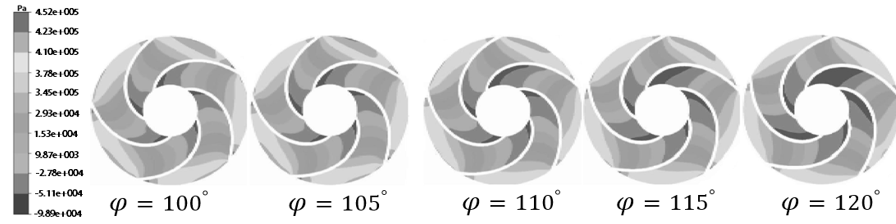 Pa
4.52e+005
4.23e+005
4.10e+005
3.78e+005
3.45e+005
2.93e+004
1.53e+004
9.87e+003
-2.78e+004
-5.11e+004
-9.89e+004
φ = 100° φ = 105° φ = 110° φ = 115° φ = 120°